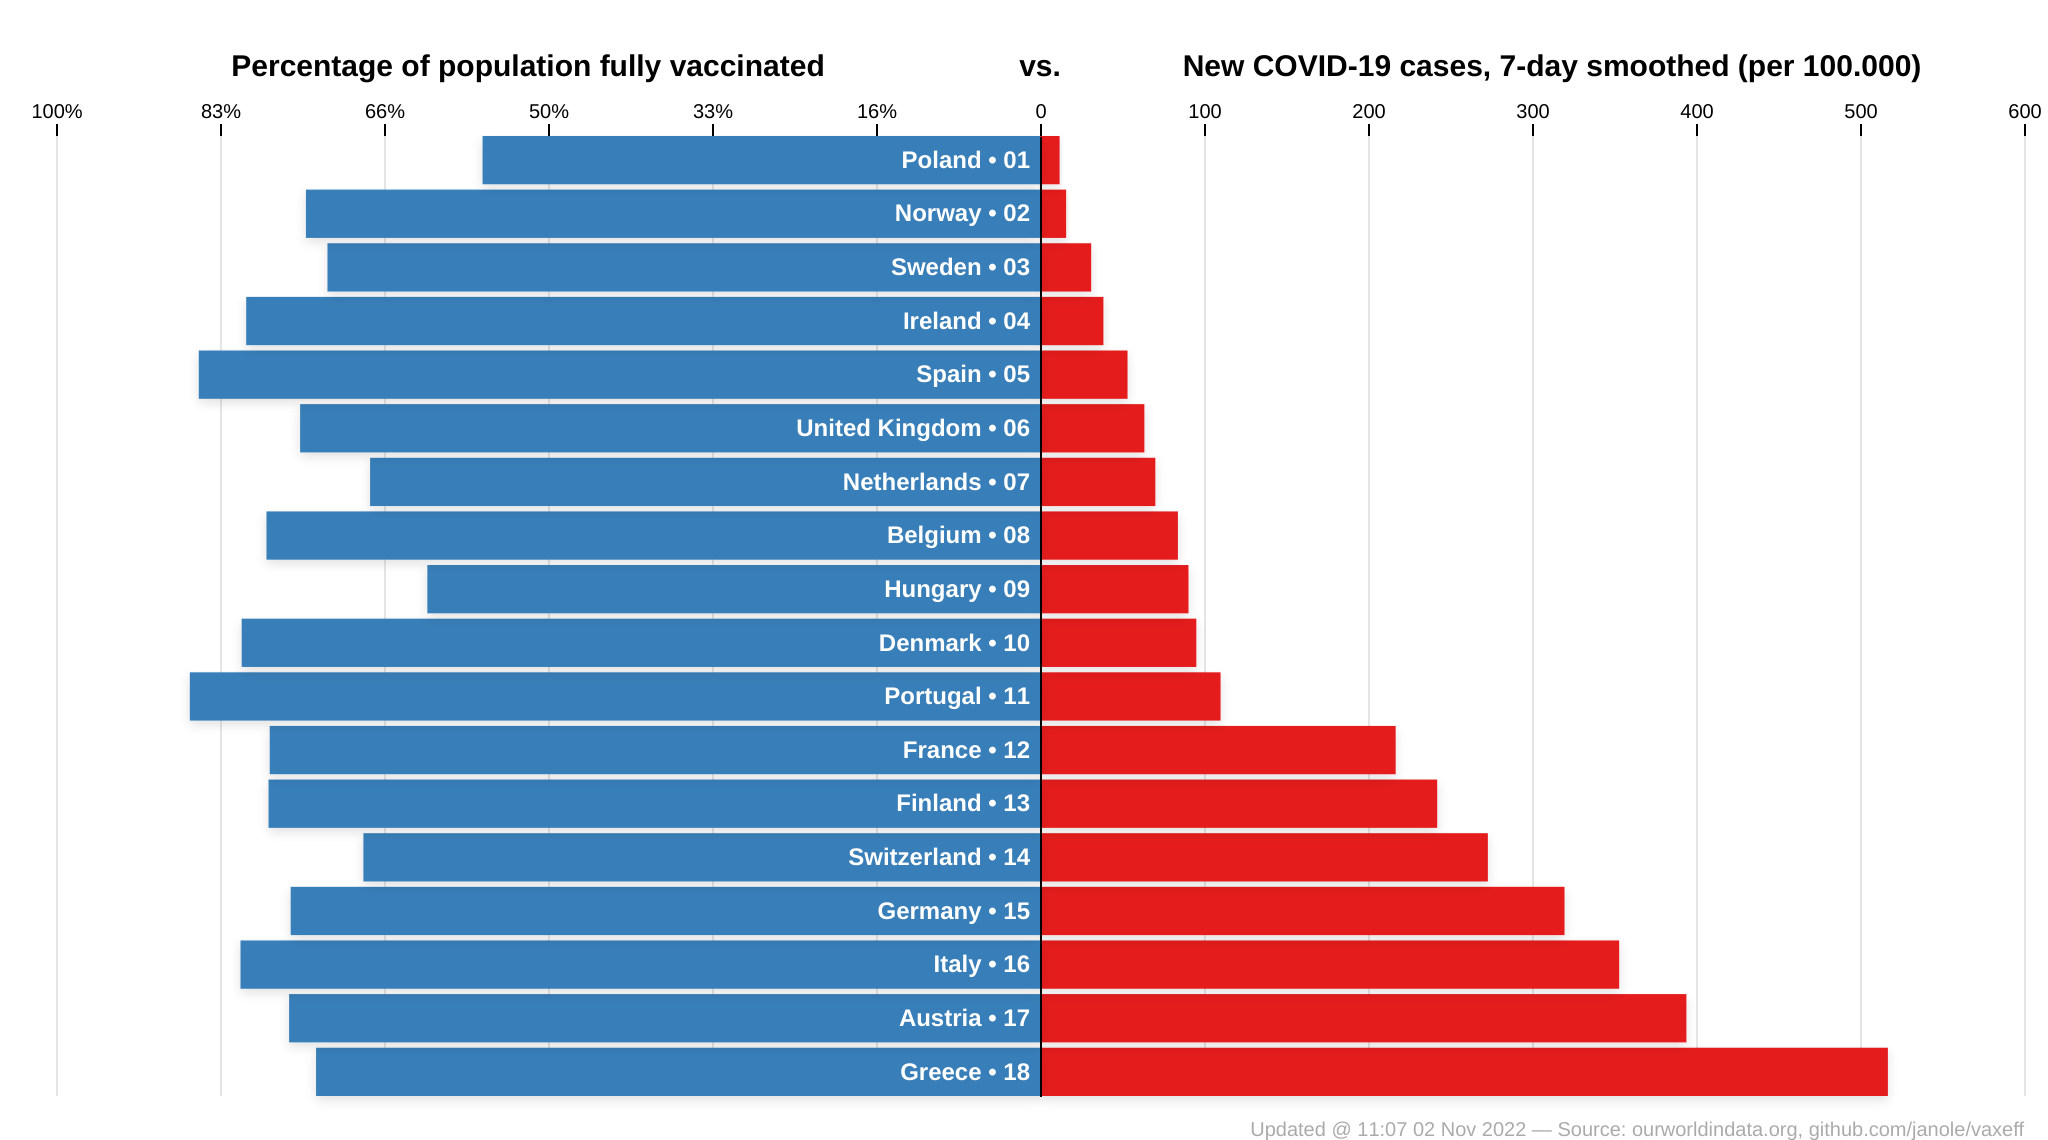 Percentage of population fully vaccinated vs. New COVID-19 cases, 7-day smoothed (per 100.000)
100% 83% 66% 50% 33% 16% 0 100 200 300 400 500 600
Poland • 01
Norway • 02
Sweden • 03
Ireland • 04
Spain • 05
United Kingdom • 06
Netherlands • 07
Belgium • 08
Hungary • 09
Denmark • 10
Portugal • 11
France • 12
Finland • 13
Switzerland • 14
Germany • 15
Italy • 16
Austria • 17
Greece • 18
Updated @ 11:07 02 Nov 2022 — Source: ourworldindata.org, github.com/janole/vaxeff